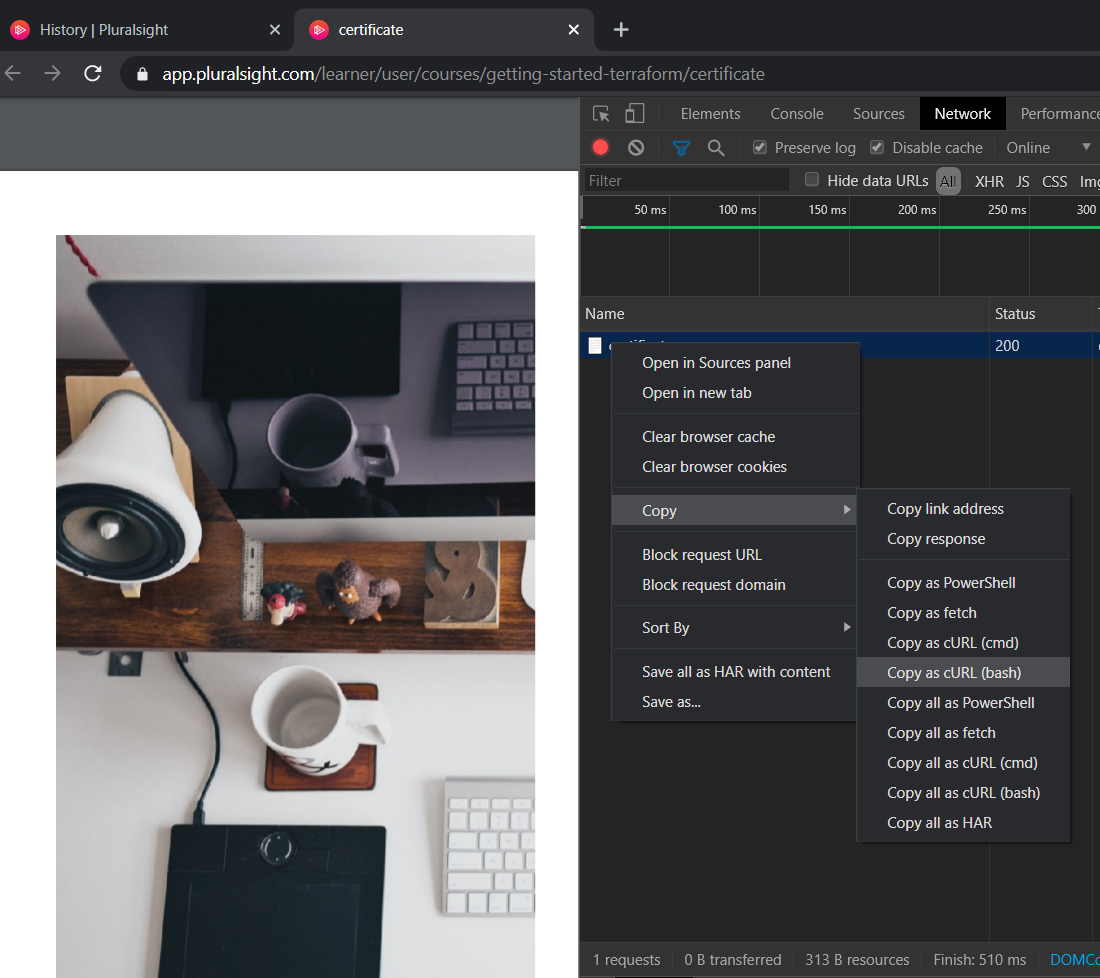 History | Pluralsight
certificate
app.pluralsight.com/learner/user/courses/getting-started-terraform/certificate
Elements Console Sources Network Performance
Preserve log Disable cache Online
Filter Hide data URLs All XHR JS CSS Img
50 ms 100 ms 150 ms 200 ms 250 ms 300
Name Status
200
Open in Sources panel
Open in new tab
Clear browser cache
Clear browser cookies
Copy
Block request URL
Block request domain
Sort By
Save all as HAR with content
Save as...
Copy link address
Copy response
Copy as PowerShell
Copy as fetch
Copy as cURL (cmd)
Copy as cURL (bash)
Copy all as PowerShell
Copy all as fetch
Copy all as cURL (cmd)
Copy all as cURL (bash)
Copy all as HAR
1 requests 0 B transferred 313 B resources Finish: 510 ms DOMCo